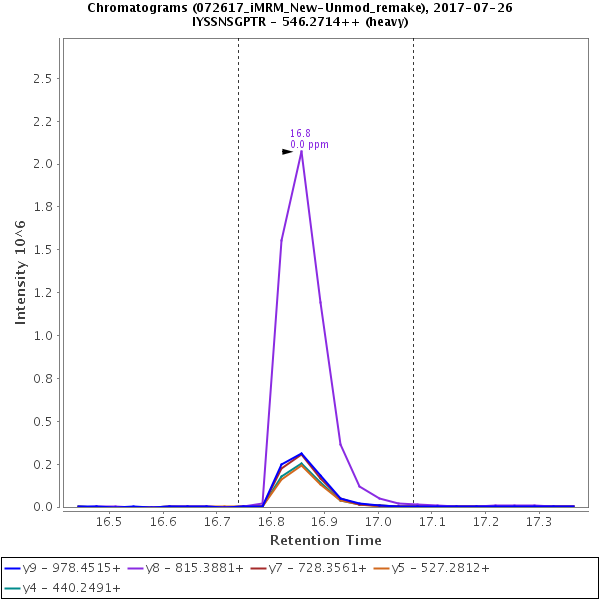 Chromatograms (072617_iMRM_New-Unmod_remake), 2017-07-26
IYSSNSGPTR - 546.2714++ (heavy)
16.8
0.0 ppm
Intensity 10^6
2.5
2.2
2.0
1.8
1.5
1.2
1.0
0.8
0.5
0.2
0.0
16.5 16.6 16.7 16.8 16.9 17.0 17.1 17.2 17.3
Retention Time
y9 - 978.4515+ y8 - 815.3881+ y7 - 728.3561+ y5 - 527.2812+
y4 - 440.2491+